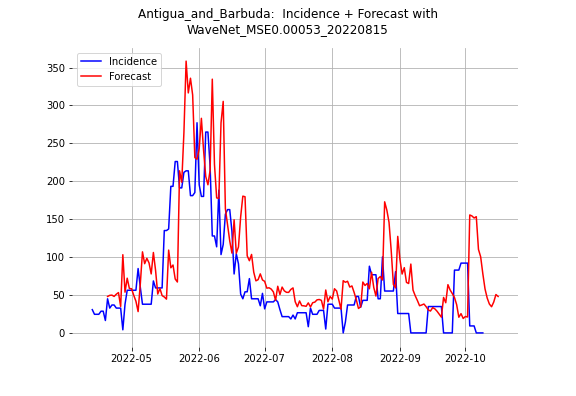 Antigua_and_Barbuda:  Incidence + Forecast with
WaveNet_MSE0.00053_20220815
Incidence
Forecast
350
300
250
200
150
100
50
0
2022-05 2022-06 2022-07 2022-08 2022-09 2022-10